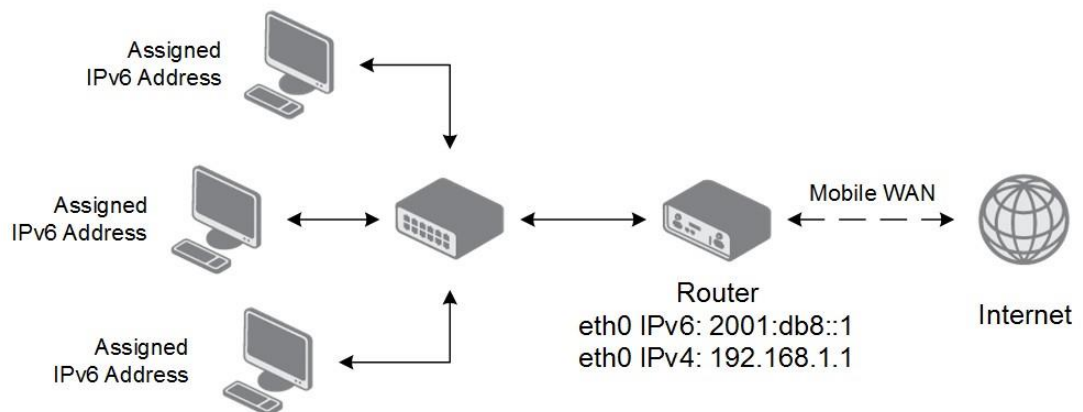 Assigned
IPv6 Address
Assigned
IPv6 Address
Assigned
IPv6 Address
Mobile WAN
Router
eth0 IPv6: 2001:db8::1
eth0 IPv4: 192.168.1.1
Internet